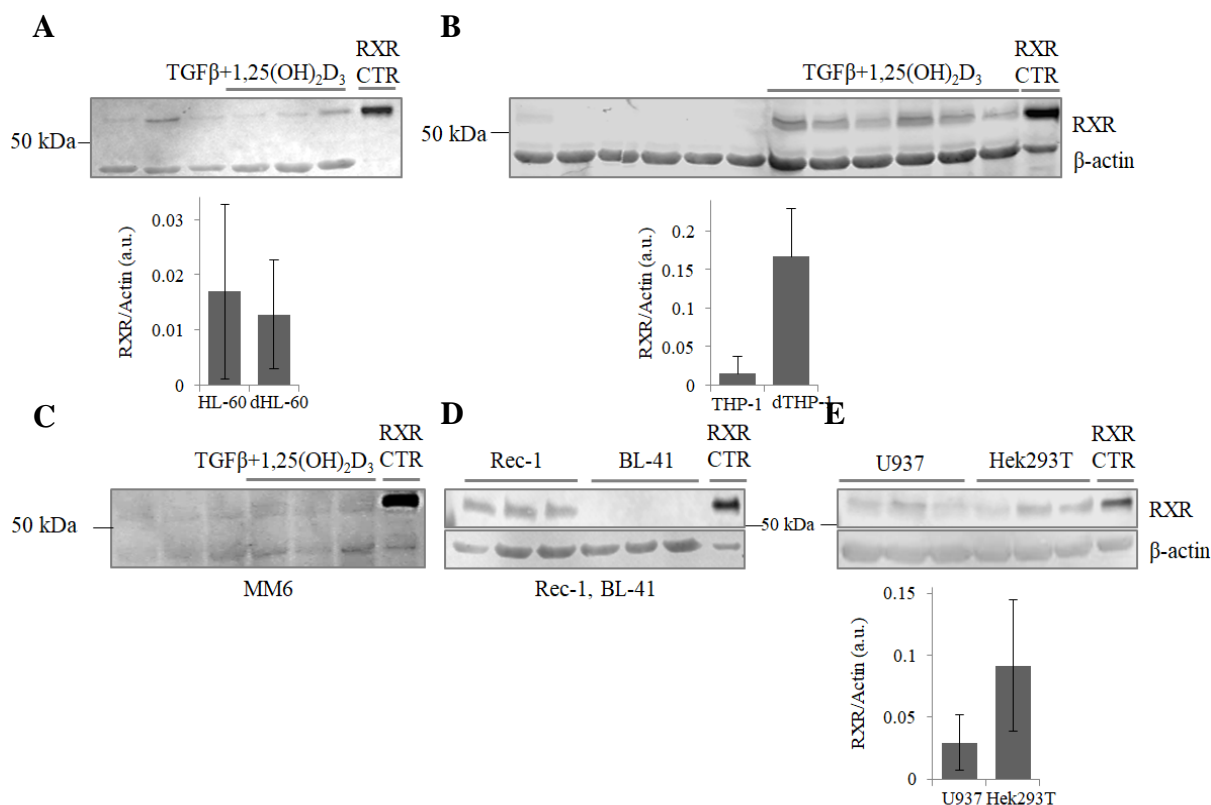 A
TGFβ+1,25(OH)₂D₃
RXR
CTR
50 kDa
RXR/Actin (a.u.)
0.03
0.02
0.01
0
HL-60 dHL-60
B
TGFβ+1,25(OH)₂D₃
RXR
CTR
50 kDa
RXR
β-actin
RXR/Actin (a.u.)
0.2
0.15
0.1
0.05
0
THP-1 dTHP-1
C
TGFβ+1,25(OH)₂D₃
RXR
CTR
50 kDa
MM6
D
Rec-1 BL-41
RXR
CTR
50 kDa
Rec-1, BL-41
E
U937 Hek293T
RXR
CTR
RXR
β-actin
RXR/Actin (a.u.)
0.15
0.1
0.05
0
U937 Hek293T